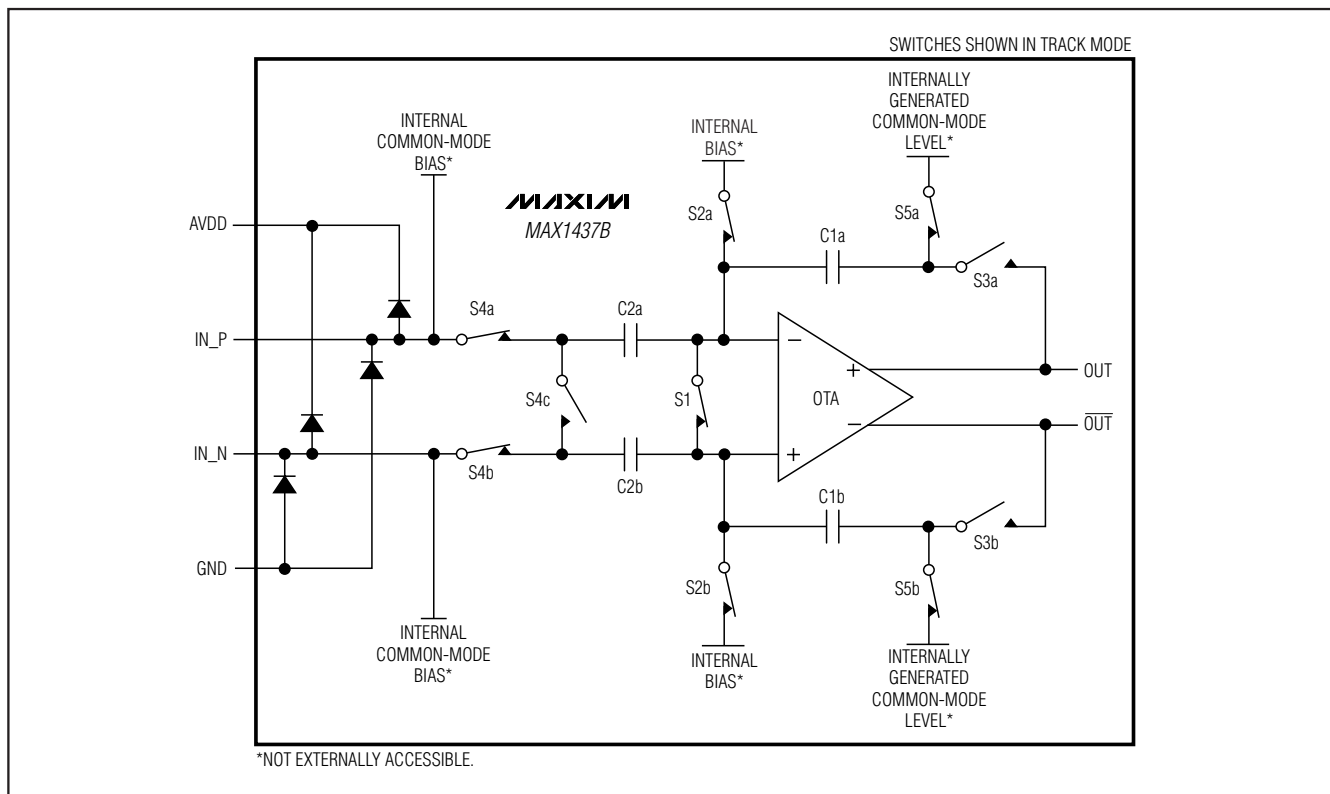 SWITCHES SHOWN IN TRACK MODE
INTERNAL
COMMON-MODE
BIAS*
INTERNAL
BIAS*
INTERNALLY
GENERATED
COMMON-MODE
LEVEL*
MAXIM
MAX1437B
AVDD
S2a
S5a
C1a
S3a
S4a
C2a
IN_P
S4c
S1
OTA
−
+
+
−
OUT
OUT
IN_N
S4b
C2b
C1b
S3b
GND
S2b
S5b
INTERNAL
COMMON-MODE
BIAS*
INTERNAL
BIAS*
INTERNALLY
GENERATED
COMMON-MODE
LEVEL*
*NOT EXTERNALLY ACCESSIBLE.